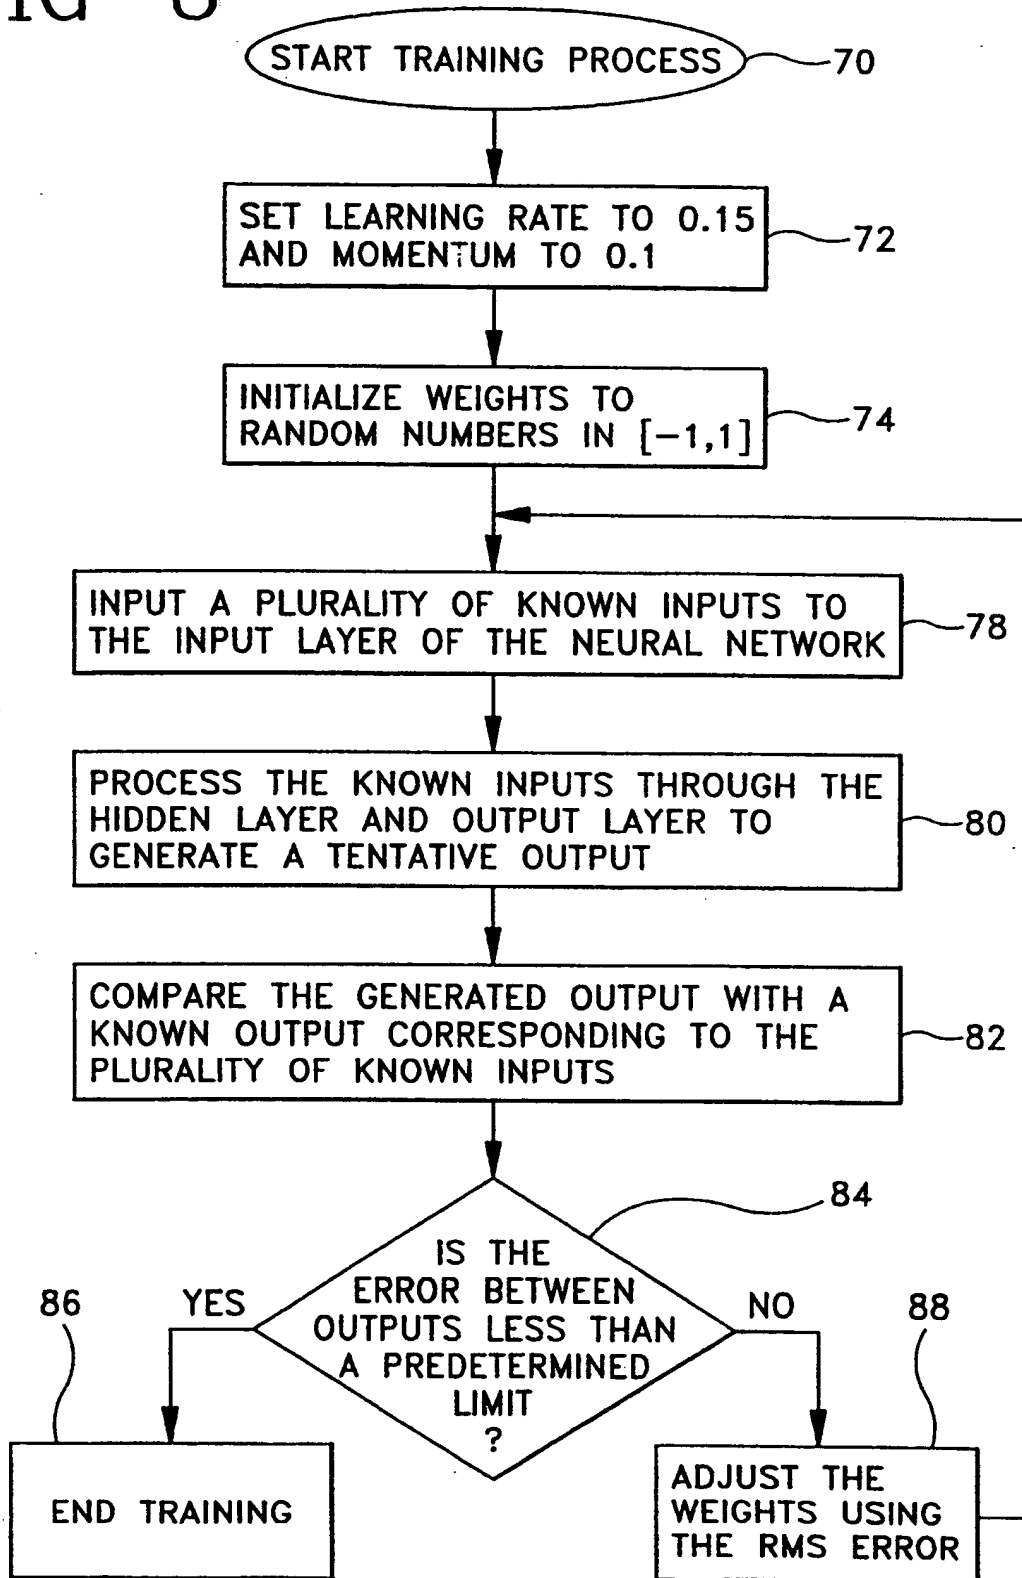 START TRAINING PROCESS
70
SET LEARNING RATE TO 0.15
AND MOMENTUM TO 0.1
72
INITIALIZE WEIGHTS TO
RANDOM NUMBERS IN [-1,1]
74
INPUT A PLURALITY OF KNOWN INPUTS TO
THE INPUT LAYER OF THE NEURAL NETWORK
78
PROCESS THE KNOWN INPUTS THROUGH THE
HIDDEN LAYER AND OUTPUT LAYER TO
GENERATE A TENTATIVE OUTPUT
80
COMPARE THE GENERATED OUTPUT WITH A
KNOWN OUTPUT CORRESPONDING TO THE
PLURALITY OF KNOWN INPUTS
82
84
IS THE
ERROR BETWEEN
OUTPUTS LESS THAN
A PREDETERMINED
LIMIT
?
YES
NO
86
END TRAINING
88
ADJUST THE
WEIGHTS USING
THE RMS ERROR